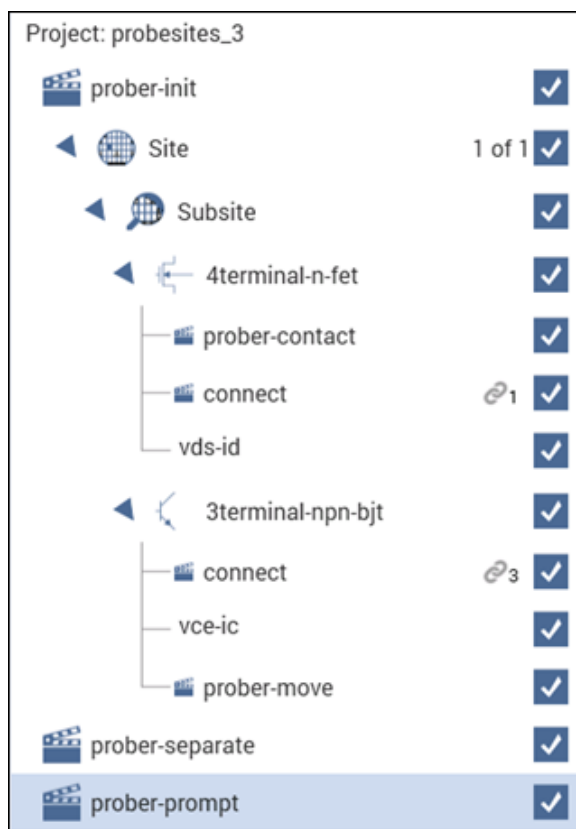 Project: probesites_3
prober-init
Site 1 of 1
Subsite
4terminal-n-fet
prober-contact
connect 1
vds-id
3terminal-npn-bjt
connect 3
vce-ic
prober-move
prober-separate
prober-prompt